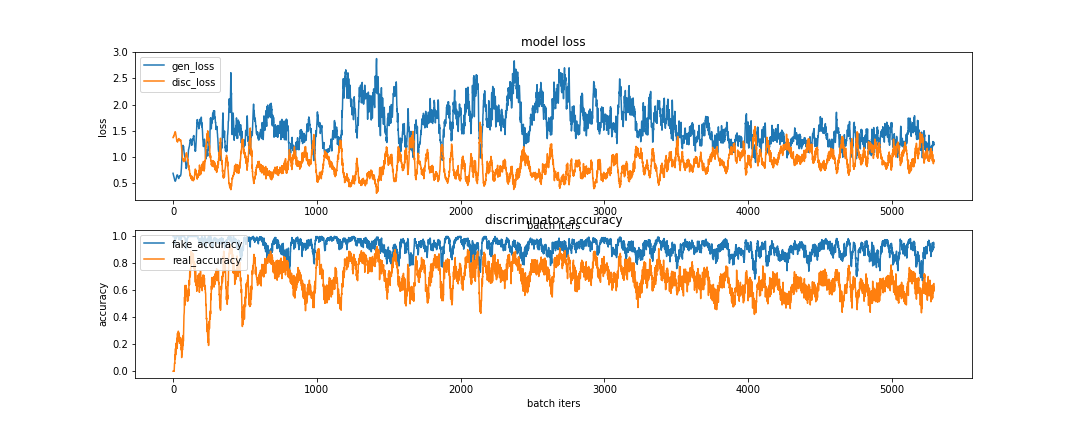 model loss
3.0
2.5
2.0
1.5
1.0
0.5
loss
gen_loss
disc_loss
0 1000 2000 3000 4000 5000
batch iters
discriminator accuracy
1.0
0.8
0.6
0.4
0.2
0.0
accuracy
fake_accuracy
real_accuracy
0 1000 2000 3000 4000 5000
batch iters